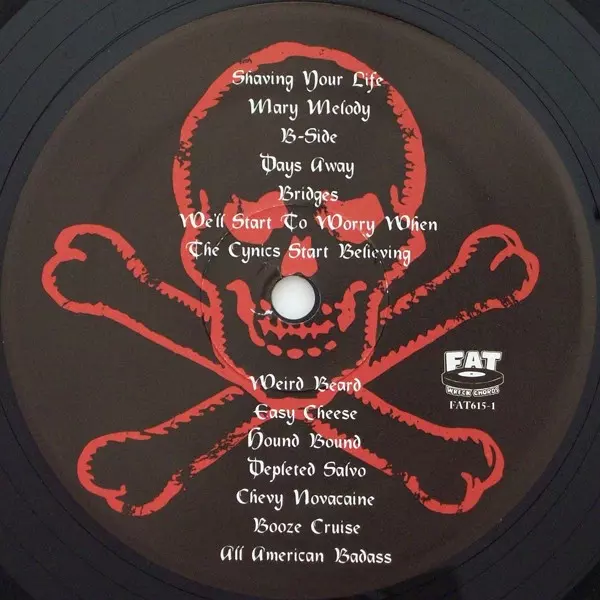 Shaving Your Life
Mary Melody
B-Side
Days Away
Bridges
We'll Start To Worry When
The Cynics Start Believing
FAT
WRECK CHORDS
FAT615-1
Weird Beard
Easy Cheese
Hound Bound
Depleted Salvo
Chevy Novacaine
Booze Cruise
All American Badass